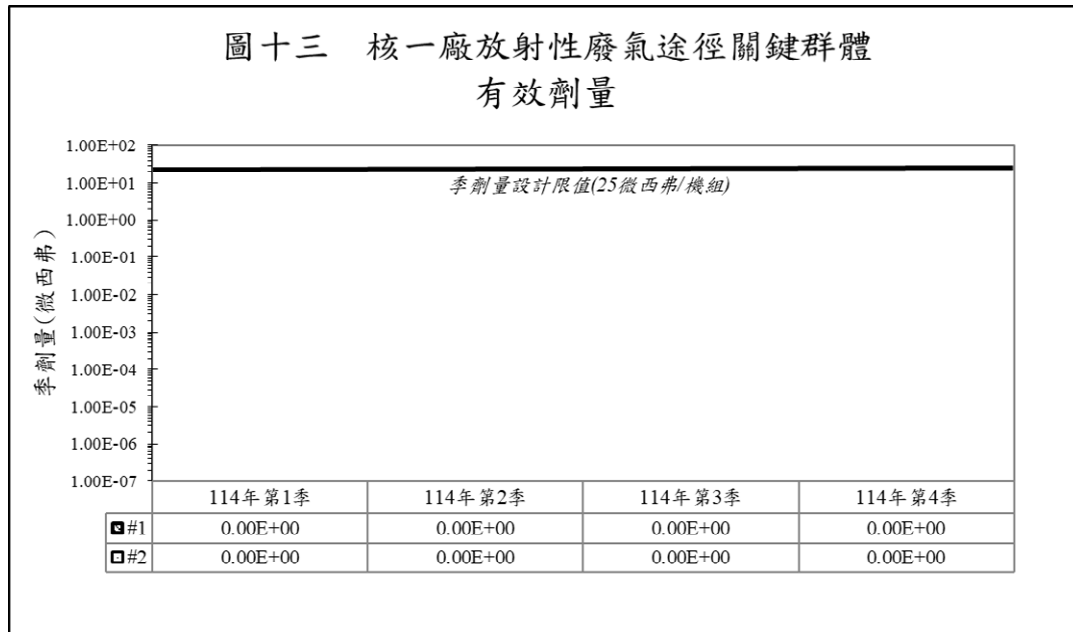 圖十三 核一廠放射性廢氣途徑關鍵群體
有效劑量
季劑量(微西弗)
1.00E+02
1.00E+01
1.00E+00
1.00E-01
1.00E-02
1.00E-03
1.00E-04
1.00E-05
1.00E-06
1.00E-07
季劑量設計限值(25微西弗/機組)
114年第1季 114年第2季 114年第3季 114年第4季
#1 0.00E+00 0.00E+00 0.00E+00 0.00E+00
#2 0.00E+00 0.00E+00 0.00E+00 0.00E+00